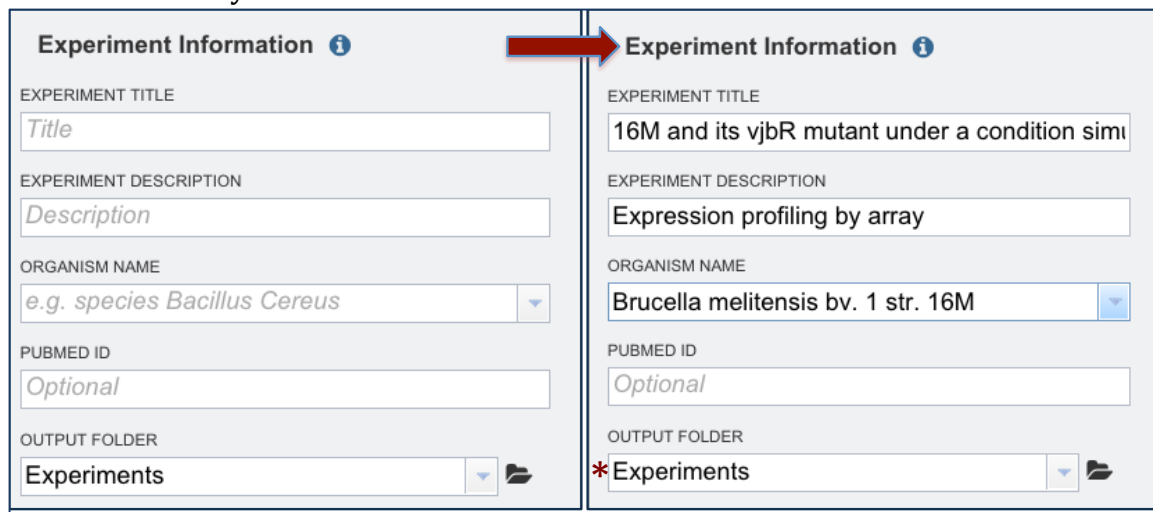 Experiment Information
EXPERIMENT TITLE
Title
EXPERIMENT DESCRIPTION
Description
ORGANISM NAME
e.g. species Bacillus Cereus
PUBMED ID
Optional
OUTPUT FOLDER
Experiments
Experiment Information
EXPERIMENT TITLE
16M and its vjbR mutant under a condition simu
EXPERIMENT DESCRIPTION
Expression profiling by array
ORGANISM NAME
Brucella melitensis bv. 1 str. 16M
PUBMED ID
Optional
OUTPUT FOLDER
*Experiments